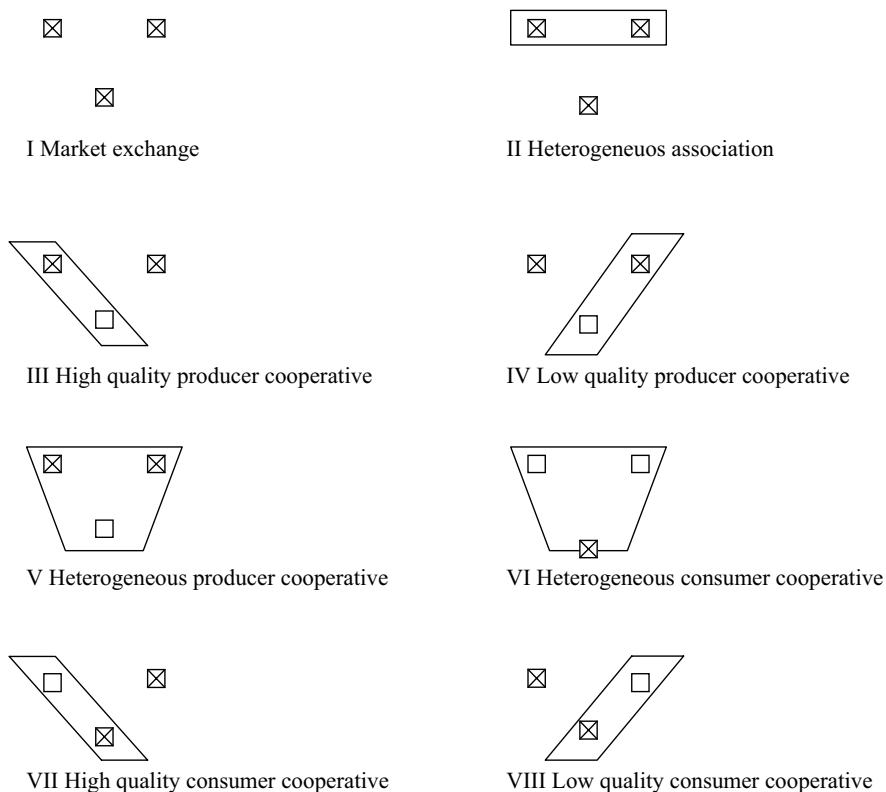 I Market exchange
II Heterogeneuos association
III High quality producer cooperative
IV Low quality producer cooperative
V Heterogeneous producer cooperative
VI Heterogeneous consumer cooperative
VII High quality consumer cooperative
VIII Low quality consumer cooperative